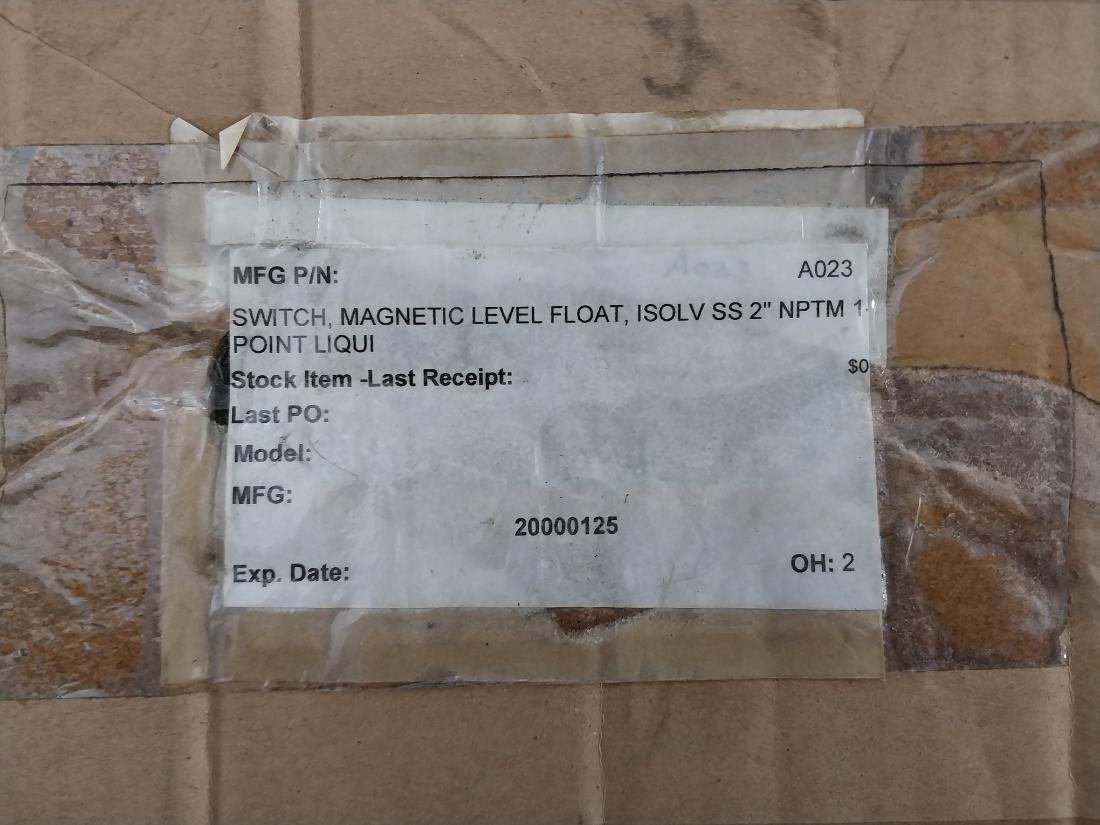 MFG P/N: A023
SWITCH, MAGNETIC LEVEL FLOAT, ISOLV SS 2" NPTM 1-
POINT LIQUI
Stock Item -Last Receipt: $0
Last PO:
Model:
MFG:
20000125
Exp. Date: OH: 2